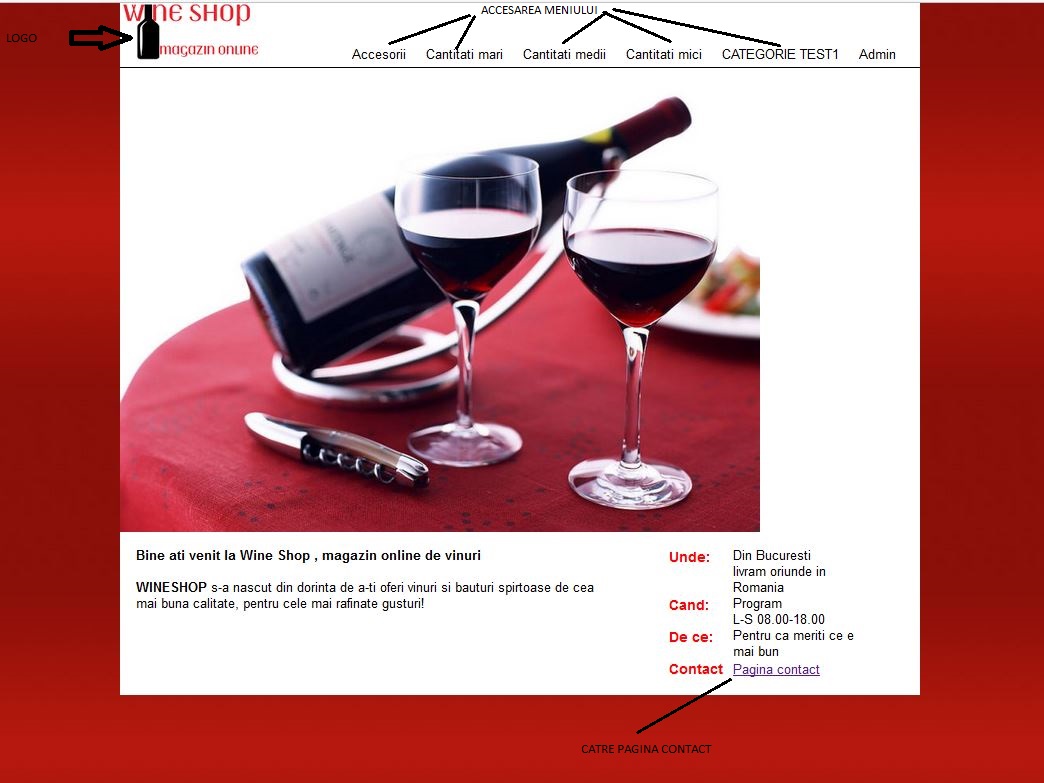 WINE SHOP
magazin online
LOGO
ACCESAREA MENIULUI
Accesorii Cantitati mari Cantitati medii Cantitati mici CATEGORIE TEST1 Admin
Bine ati venit la Wine Shop , magazin online de vinuri
WINESHOP s-a nascut din dorinta de a-ti oferi vinuri si bauturi spirtoase de cea
mai buna calitate, pentru cele mai rafinate gusturi!
Unde: Din Bucuresti
livram oriunde in
Romania
Cand: Program
L-S 08.00-18.00
De ce: Pentru ca meriti ce e
mai bun
Contact Pagina contact
CATRE PAGINA CONTACT